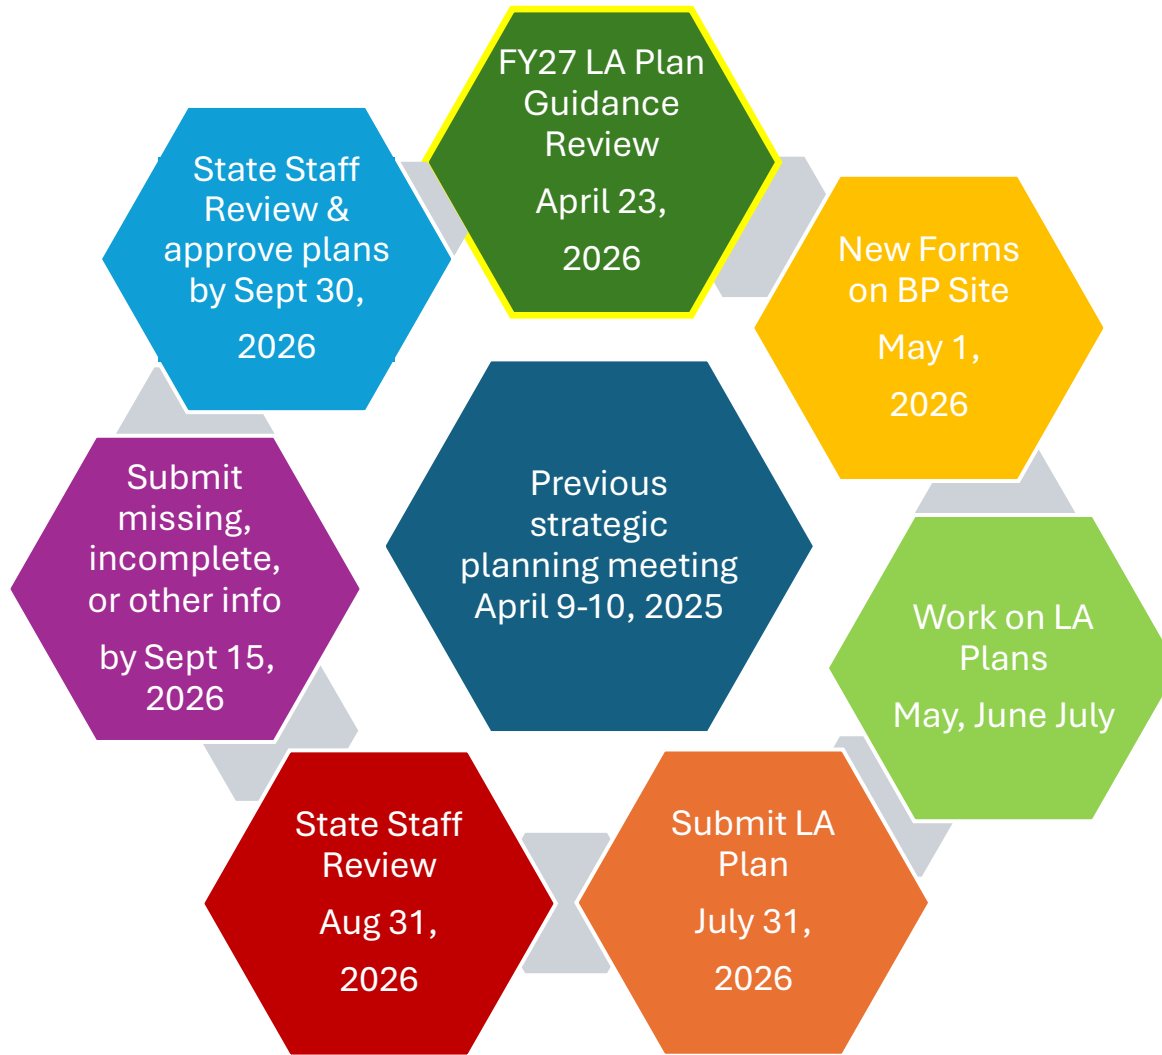 FY27 LA Plan
Guidance
Review
April 23,
2026
New Forms
on BP Site
May 1,
2026
Work on LA
Plans
May, June July
Submit LA
Plan
July 31,
2026
State Staff
Review
Aug 31,
2026
Submit
missing,
incomplete,
or other info
by Sept 15,
2026
State Staff
Review &
approve plans
by Sept 30,
2026
Previous
strategic
planning meeting
April 9-10, 2025